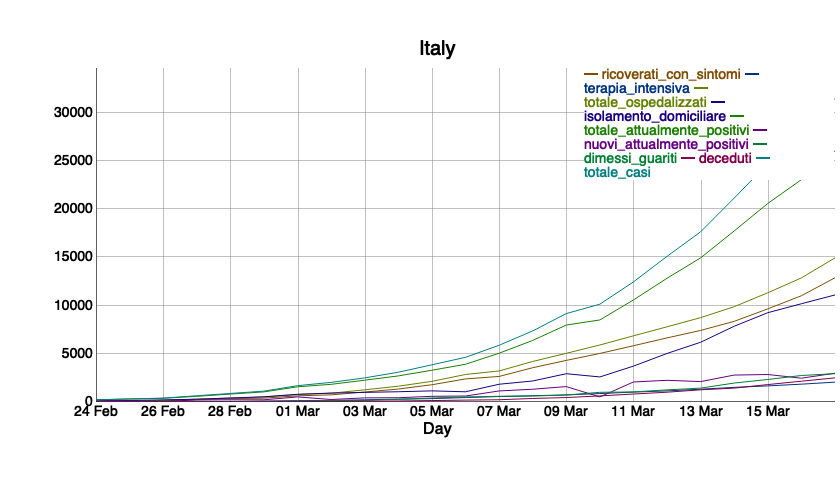 Italy
— ricoverati_con_sintomi —
terapia_intensiva —
totale_ospedalizzati —
isolamento_domiciliare —
totale_attualmente_positivi —
nuovi_attualmente_positivi —
dimessi_guariti — deceduti —
totale_casi
30000
25000
20000
15000
10000
5000
0
24 Feb 26 Feb 28 Feb 01 Mar 03 Mar 05 Mar 07 Mar 09 Mar 11 Mar 13 Mar 15 Mar
Day